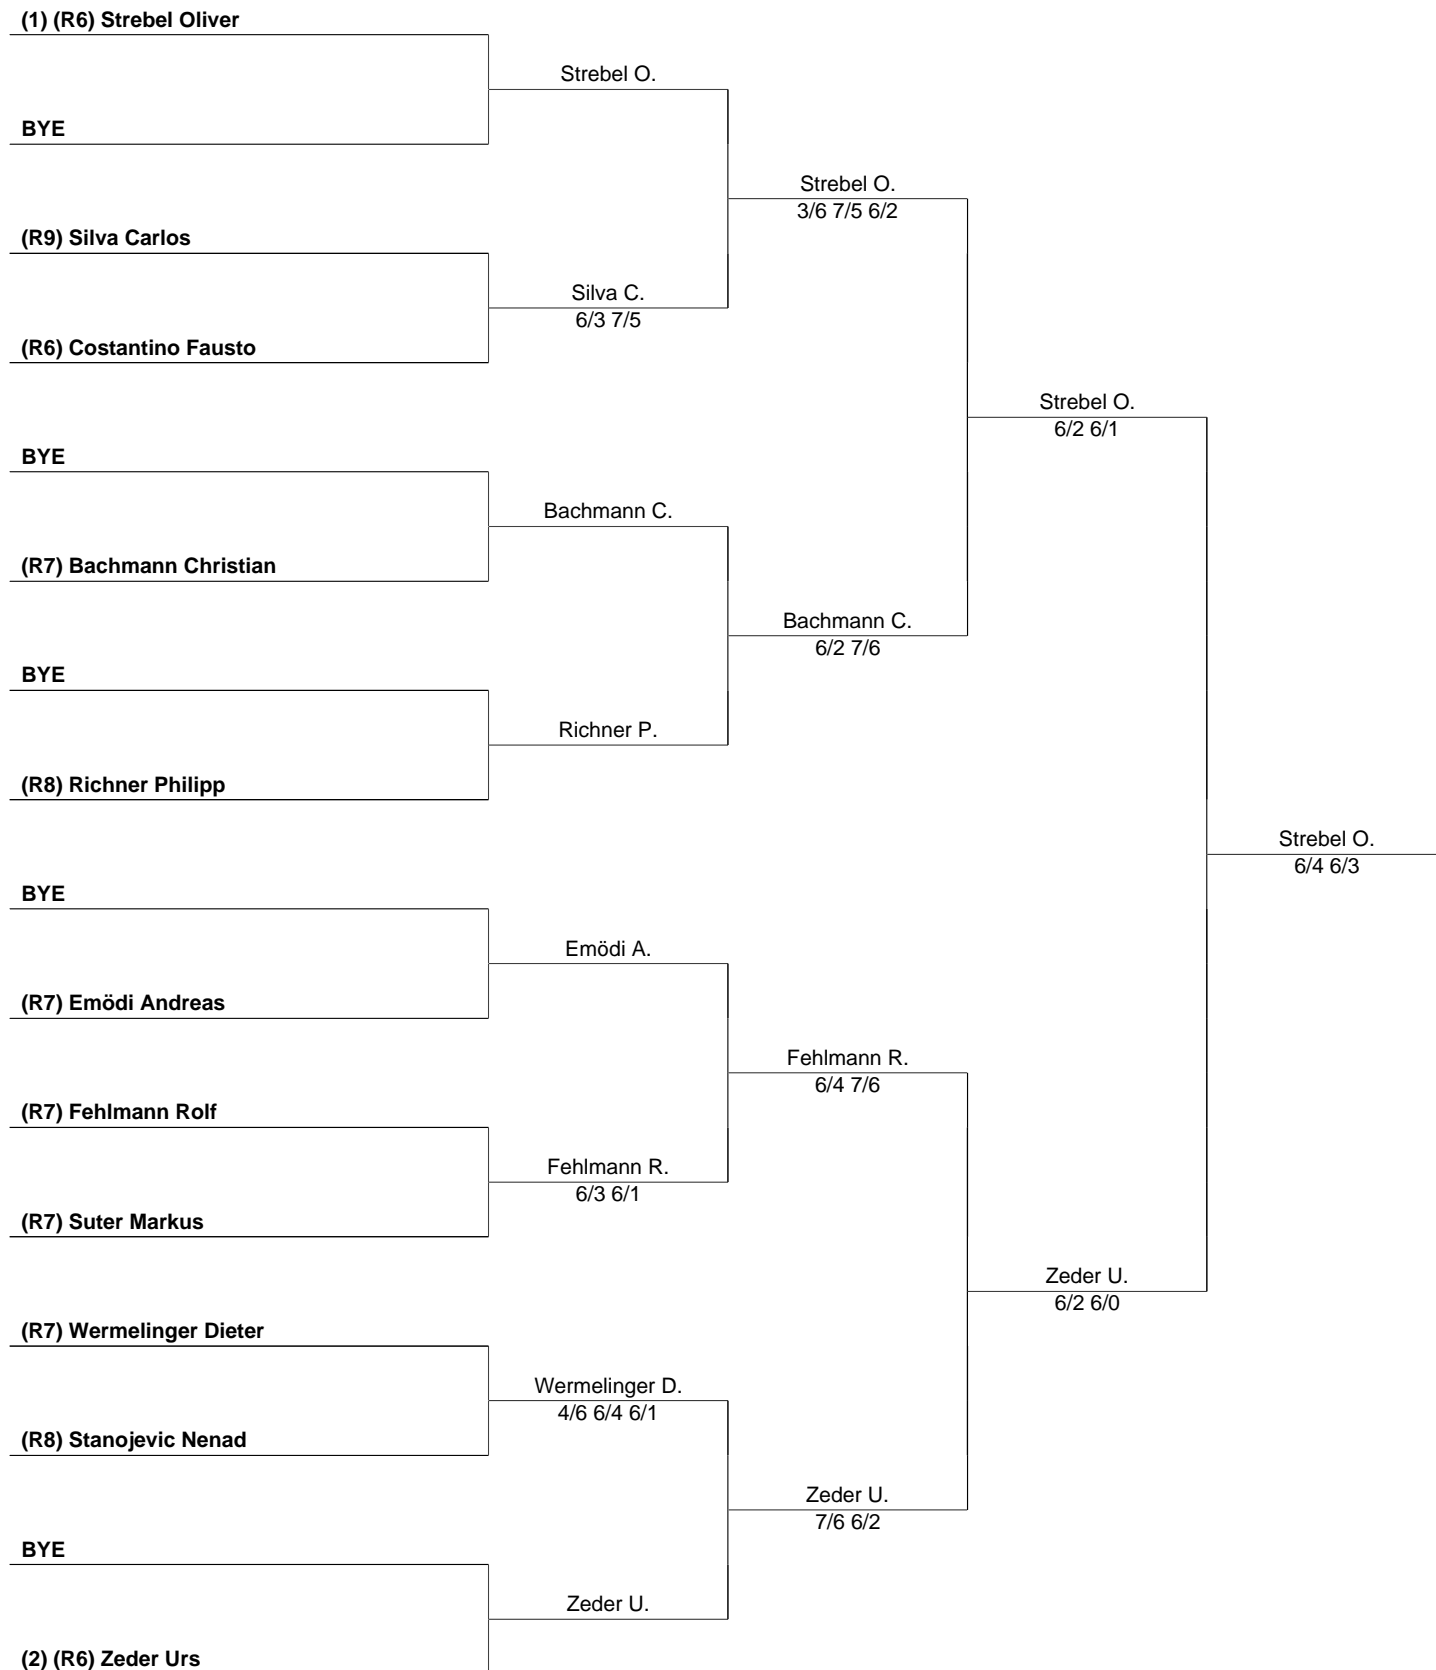 (1) (R6) Strebel Oliver
Strebel O.
BYE
Strebel O.
3/6 7/5 6/2
(R9) Silva Carlos
Silva C.
6/3 7/5
(R6) Costantino Fausto
Strebel O.
6/2 6/1
BYE
Bachmann C.
(R7) Bachmann Christian
Bachmann C.
6/2 7/6
BYE
Richner P.
(R8) Richner Philipp
Strebel O.
6/4 6/3
BYE
Emödi A.
(R7) Emödi Andreas
Fehlmann R.
6/4 7/6
(R7) Fehlmann Rolf
Fehlmann R.
6/3 6/1
(R7) Suter Markus
Zeder U.
6/2 6/0
(R7) Wermelinger Dieter
Wermelinger D.
4/6 6/4 6/1
(R8) Stanojevic Nenad
Zeder U.
7/6 6/2
BYE
Zeder U.
(2) (R6) Zeder Urs